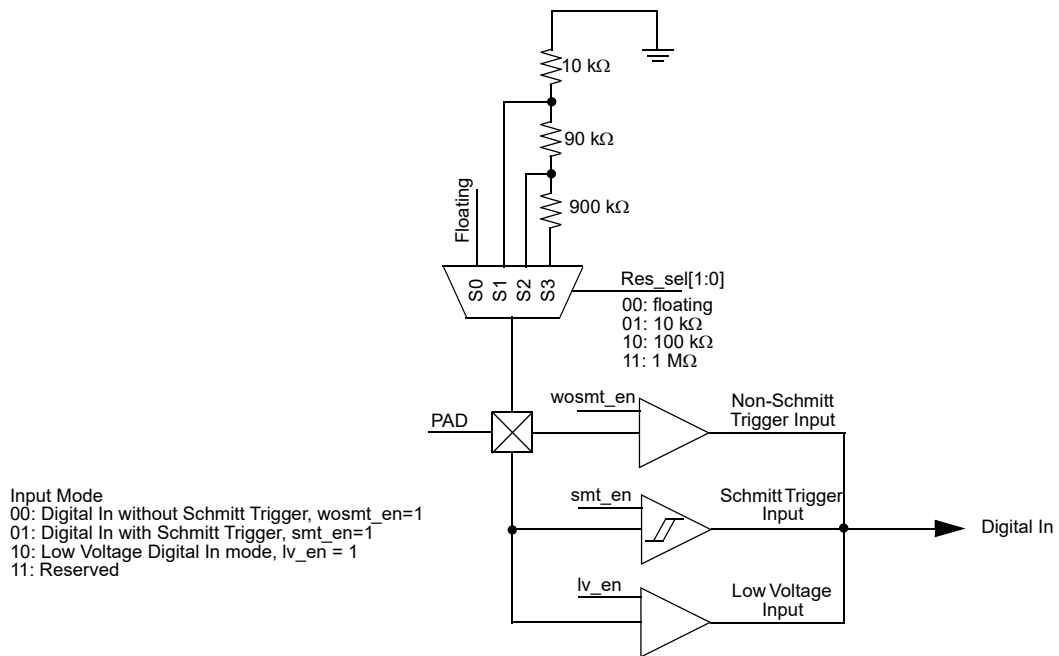 10 kΩ
90 kΩ
900 kΩ
Floating
S0
S1
S2
S3
Res_sel[1:0]
00: floating
01: 10 kΩ
10: 100 kΩ
11: 1 MΩ
PAD
wosmt_en
Non-Schmitt
Trigger Input
smt_en
Schmitt Trigger
Input
Digital In
lv_en
Low Voltage
Input
Input Mode
00: Digital In without Schmitt Trigger, wosmt_en=1
01: Digital In with Schmitt Trigger, smt_en=1
10: Low Voltage Digital In mode, lv_en = 1
11: Reserved